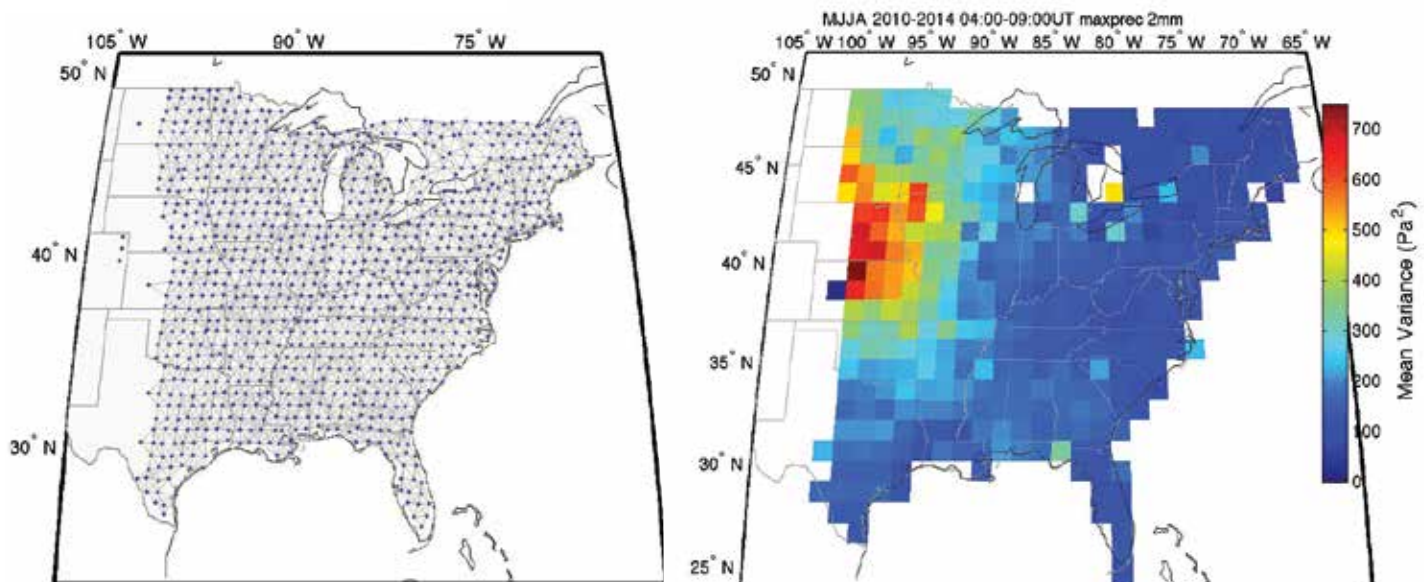 105° W
90° W
75° W
50° N
40° N
30° N
MJJA 2010-2014 04:00-09:00UT maxprec 2mm
105° W 100° W 95° W 90° W 85° W 80° W 75° W 65° W
50° N
45° N
40° N
35° N
30° N
25° N
700
600
500
400
300
200
100
0
Mean Variance (Pa²)